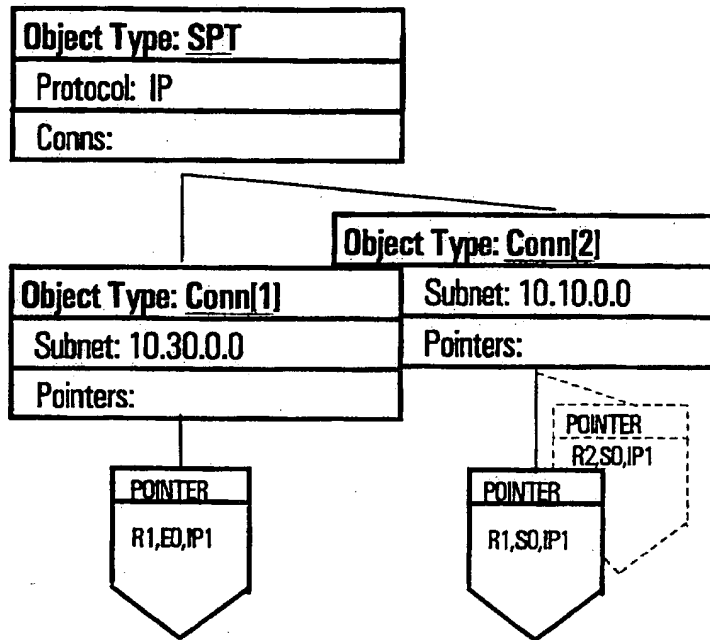 Object Type: SPT
Protocol: IP
Conns:
Object Type: Conn[2]
Subnet: 10.10.0.0
Pointers:
Object Type: Conn[1]
Subnet: 10.30.0.0
Pointers:
POINTER
R2,S0,IP1
POINTER
R1,E0,IP1
POINTER
R1,S0,IP1